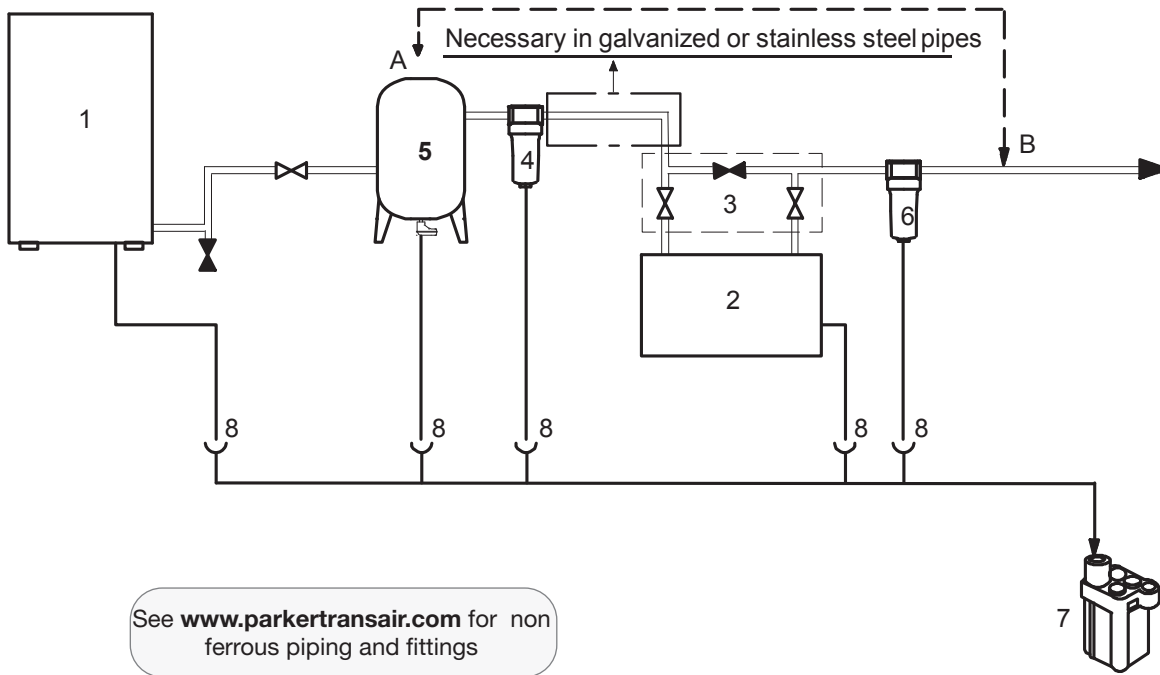 Necessary in galvanized or stainless steel pipes
A
1
B
5
4
3
6
2
8
8
8
8
8
7
See www.parkertransair.com for non
ferrous piping and fittings